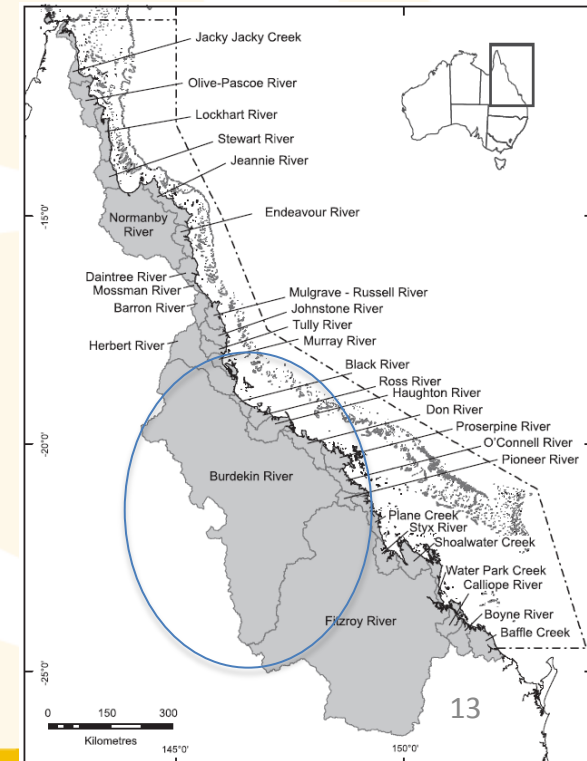 Jacky Jacky Creek
Olive-Pascoe River
Lockhart River
Stewart River
Jeannie River
-15°0'
Normanby
River
Endeavour River
Daintree River
Mossman River
Barron River
Mulgrave - Russell River
Johnstone River
Tully River
Herbert River
Murray River
Black River
Ross River
Haughton River
Don River
Proserpine River
-20°0'
O'Connell River
Pioneer River
Burdekin River
Plane Creek
Styx River
Shoalwater Creek
Water Park Creek
Calliope River
Fitzroy River
Boyne River
Baffle Creek
-25°0'
13
0 150 300
Kilometres
145°0'
150°0'